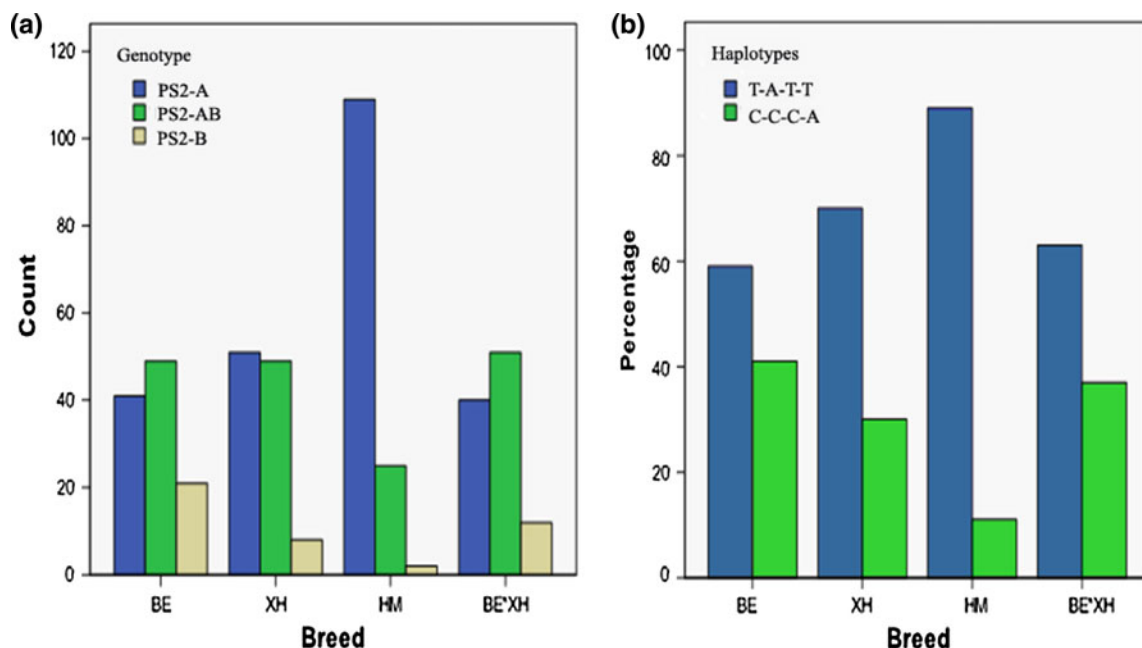 (a)
Genotype
PS2-A
PS2-AB
PS2-B
Count
120
100
80
60
40
20
0
BE
XH
HM
BE*XH
Breed
(b)
Haplotypes
T-A-T-T
C-C-C-A
Percentage
100
80
60
40
20
0
BE
XH
HM
BE*XH
Breed